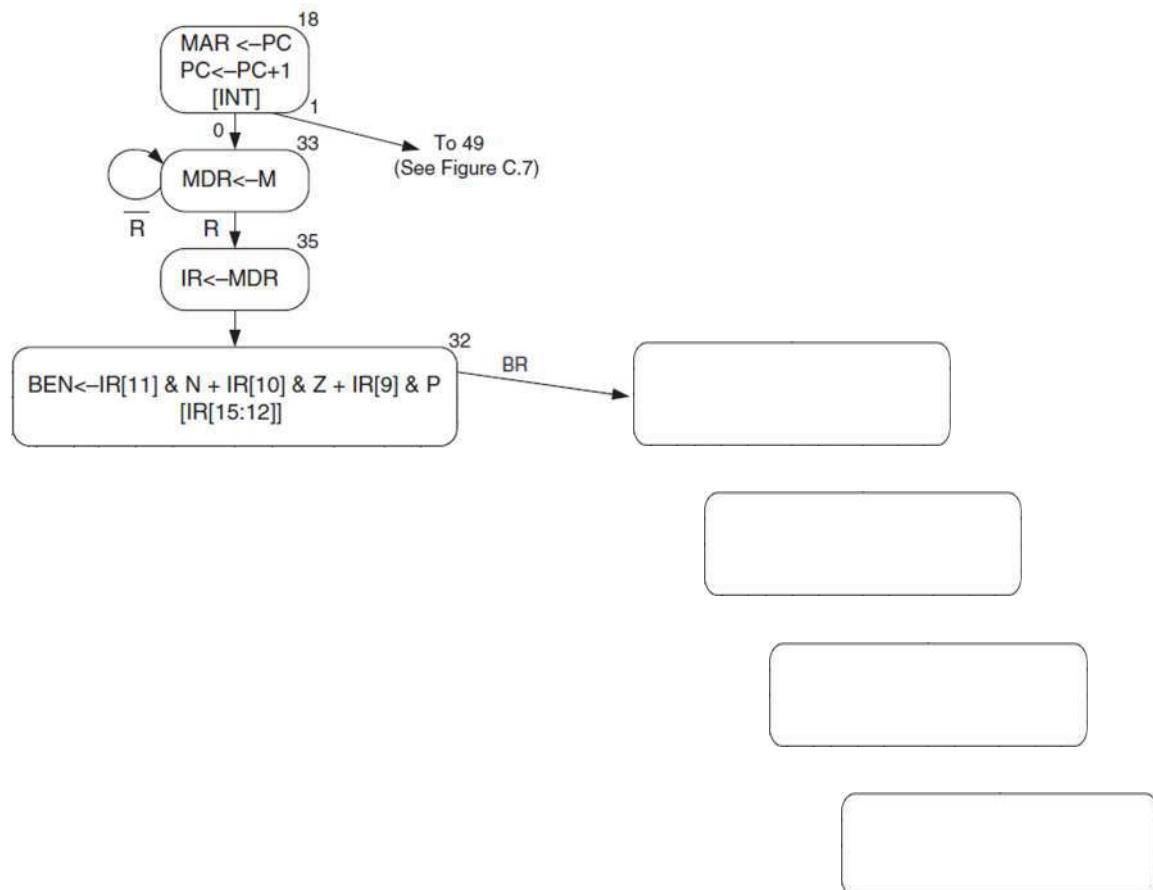 18
MAR <–PC
PC<–PC+1
[INT]
0
1
To 49
(See Figure C.7)
33
MDR<–M
R̅
R
35
IR<–MDR
32
BEN<–IR[11] & N + IR[10] & Z + IR[9] & P
[IR[15:12]]
BR